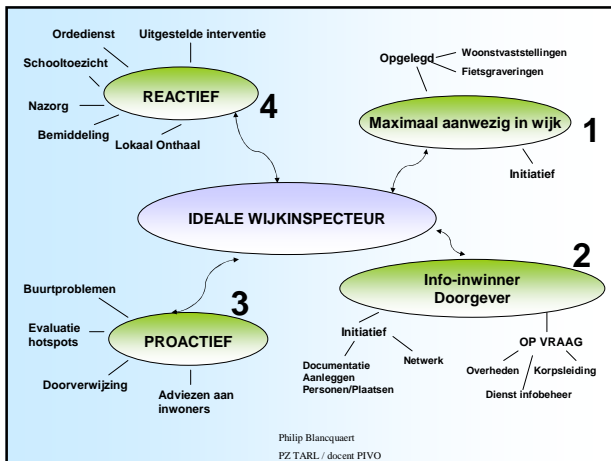 Ordedienst
Uitgestelde interventie
Schooltoezicht
REACTIEF
4
Nazorg
Bemiddeling
Lokaal Onthaal
Opgelegd
Woonstvaststellingen
Fietsgraveringen
Maximaal aanwezig in wijk
1
Initiatief
IDEALE WIJKINSPECTEUR
2
Info-inwinner
Doorgever
Initiatief
Documentatie
Aanleggen
Personen/Plaatsen
Netwerk
OP VRAAG
Overheden
Korpsleiding
Dienst infobeheer
3
Buurtproblemen
Evaluatie
hotspots
PROACTIEF
Doorverwijzing
Adviezen aan
inwoners
Philip Blancquaert
PZ TARL / docent PIVO